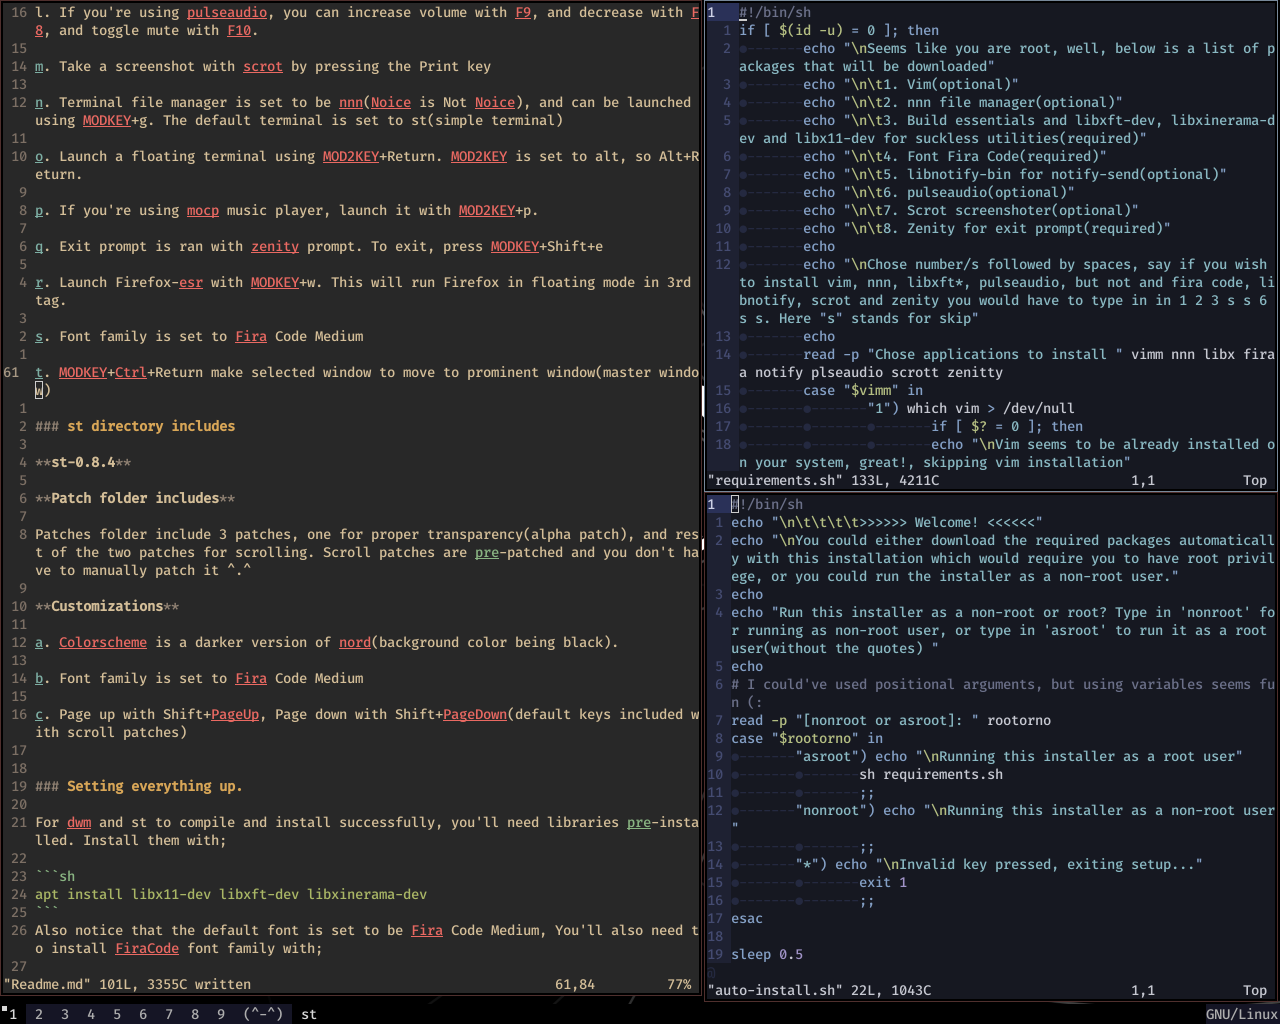 16 l. If you're using pulseaudio, you can increase volume with F9, and decrease with F
8, and toggle mute with F10.
15
14 m. Take a screenshot with scrot by pressing the Print key
13
12 n. Terminal file manager is set to be nnn(Noice is Not Noice), and can be launched
using MODKEY+g. The default terminal is set to st(simple terminal)
11
10 o. Launch a floating terminal using MOD2KEY+Return. MOD2KEY is set to alt, so Alt+R
eturn.
9
8 p. If you're using mocp music player, launch it with MOD2KEY+p.
7
6 q. Exit prompt is ran with zenity prompt. To exit, press MODKEY+Shift+e
5
4 r. Launch Firefox-esr with MODKEY+w. This will run Firefox in floating mode in 3rd
tag.
3
2 s. Font family is set to Fira Code Medium
1
61 t. MODKEY+Ctrl+Return make selected window to move to prominent window(master windo
w)
1
2 ### st directory includes
3
4 **st-0.8.4**
5
6 **Patch folder includes**
7
8 Patches folder include 3 patches, one for proper transparency(alpha patch), and res
t of the two patches for scrolling. Scroll patches are pre-patched and you don't ha
ve to manually patch it ^.^
9
10 **Customizations**
11
12 a. Colorscheme is a darker version of nord(background color being black).
13
14 b. Font family is set to Fira Code Medium
15
16 c. Page up with Shift+PageUp, Page down with Shift+PageDown(default keys included w
ith scroll patches)
17
18
19 ### Setting everything up.
20
21 For dwm and st to compile and install successfully, you'll need libraries pre-insta
lled. Install them with;
22
23 ```sh
24 apt install libx11-dev libxft-dev libxinerama-dev
25 ```
26 Also notice that the default font is set to be Fira Code Medium, You'll also need t
o install FiraCode font family with;
27
"Readme.md" 101L, 3355C written 61,84 77%
1 #!/bin/sh
1 if [ $(id -u) = 0 ]; then
2 echo "\nSeems like you are root, well, below is a list of p
ackages that will be downloaded"
3 echo "\n\t1. Vim(optional)"
4 echo "\n\t2. nnn file manager(optional)"
5 echo "\n\t3. Build essentials and libxft-dev, libxinerama-d
ev and libx11-dev for suckless utilities(required)"
6 echo "\n\t4. Font Fira Code(required)"
7 echo "\n\t5. libnotify-bin for notify-send(optional)"
8 echo "\n\t6. pulseaudio(optional)"
9 echo "\n\t7. Scrot screenshoter(optional)"
10 echo "\n\t8. Zenity for exit prompt(required)"
11 echo
12 echo "\nChose number/s followed by spaces, say if you wish
to install vim, nnn, libxft*, pulseaudio, but not and fira code, li
bnotify, scrot and zenity you would have to type in in 1 2 3 s s 6
s s. Here "s" stands for skip"
13 echo
14 read -p "Chose applications to install " vimm nnn libx fira
a notify plseaudio scrott zenitty
15 case "$vimm" in
16 "1") which vim > /dev/null
17 if [ $? = 0 ]; then
18 echo "\nVim seems to be already installed o
n your system, great!, skipping vim installation"
"requirements.sh" 133L, 4211C 1,1 Top
1 #!/bin/sh
1 echo "\n\t\t\t\t>>>>>> Welcome! <<<<<<"
2 echo "\nYou could either download the required packages automaticall
y with this installation which would require you to have root privil
ege, or you could run the installer as a non-root user."
3 echo
4 echo "Run this installer as a non-root or root? Type in 'nonroot' fo
r running as non-root user, or type in 'asroot' to run it as a root
user(without the quotes) "
5 echo
6 # I could've used positional arguments, but using variables seems fu
n (:
7 read -p "[nonroot or asroot]: " rootorno
8 case "$rootorno" in
9 "asroot") echo "\nRunning this installer as a root user"
10 sh requirements.sh
11 ;;
12 "nonroot") echo "\nRunning this installer as a non-root user
"
13 ;;
14 "*") echo "\nInvalid key pressed, exiting setup..."
15 exit 1
16 ;;
17 esac
18
19 sleep 0.5
@
"auto-install.sh" 22L, 1043C 1,1 Top
1 2 3 4 5 6 7 8 9 (^-^) st GNU/Linux